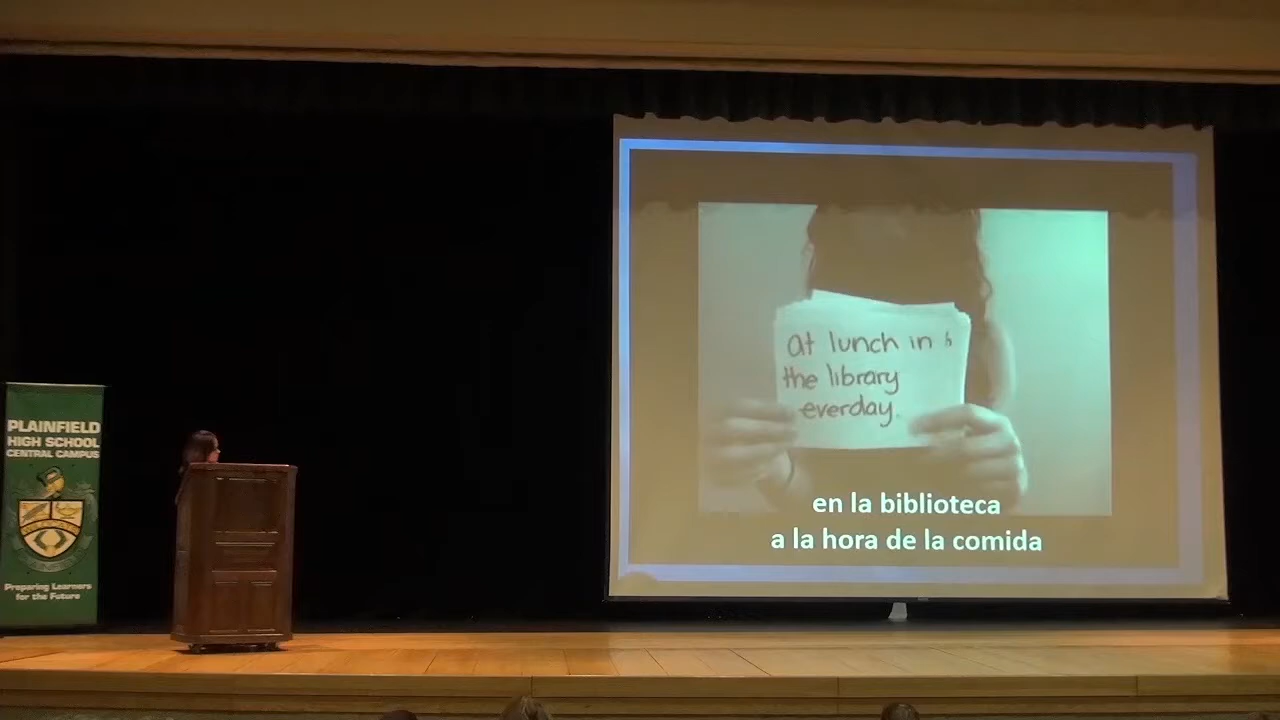 PLAINFIELD
HIGH SCHOOL
CENTRAL CAMPUS
Preparing Learners
for the Future
at lunch in
the library
everday.
en la biblioteca
a la hora de la comida